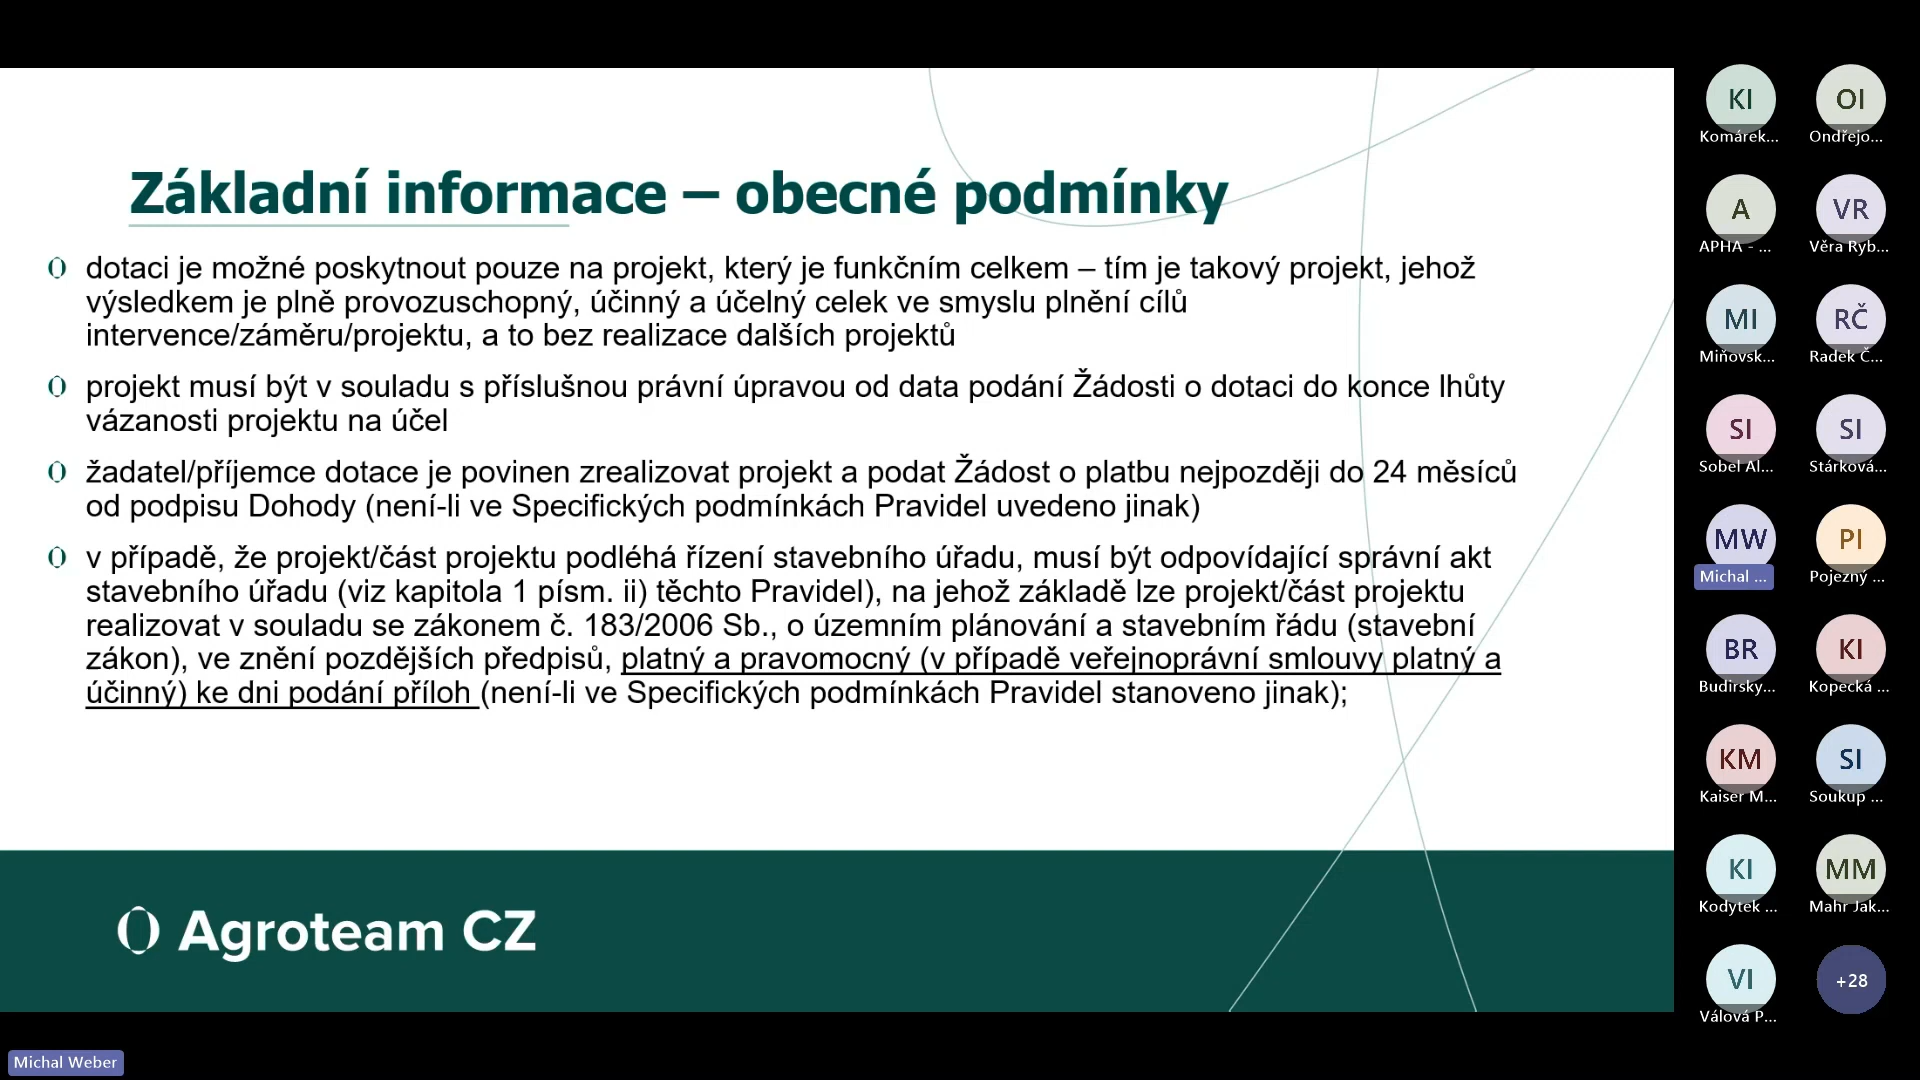 Základní informace – obecné podmínky
dotaci je možné poskytnout pouze na projekt, který je funkčním celkem – tím je takový projekt, jehož
výsledkem je plně provozuschopný, účinný a účelný celek ve smyslu plnění cílů
intervence/záměru/projektu, a to bez realizace dalších projektů
projekt musí být v souladu s příslušnou právní úpravou od data podání Žádosti o dotaci do konce lhůty
vázanosti projektu na účel
žadatel/příjemce dotace je povinen zrealizovat projekt a podat Žádost o platbu nejpozději do 24 měsíců
od podpisu Dohody (není-li ve Specifických podmínkách Pravidel uvedeno jinak)
v případě, že projekt/část projektu podléhá řízení stavebního úřadu, musí být odpovídající správní akt
stavebního úřadu (viz kapitola 1 písm. ii) těchto Pravidel), na jehož základě lze projekt/část projektu
realizovat v souladu se zákonem č. 183/2006 Sb., o územním plánování a stavebním řádu (stavební
zákon), ve znění pozdějších předpisů, platný a pravomocný (v případě veřejnoprávní smlouvy platný a
účinný) ke dni podání příloh (není-li ve Specifických podmínkách Pravidel stanoveno jinak);
Agroteam CZ
KI OI
Komárek... Ondřejo...
A VR
APHA - ... Věra Ryb...
MI RČ
Miňovsk... Radek Č...
SI SI
Sobel Al... Stárková...
MW PI
Michal ... Pojezný ...
BR KI
Budirsky... Kopecká ...
KM SI
Kaiser M... Soukup ...
KI MM
Kodytek ... Mahr Jak...
VI +28
Válová P...
Michal Weber